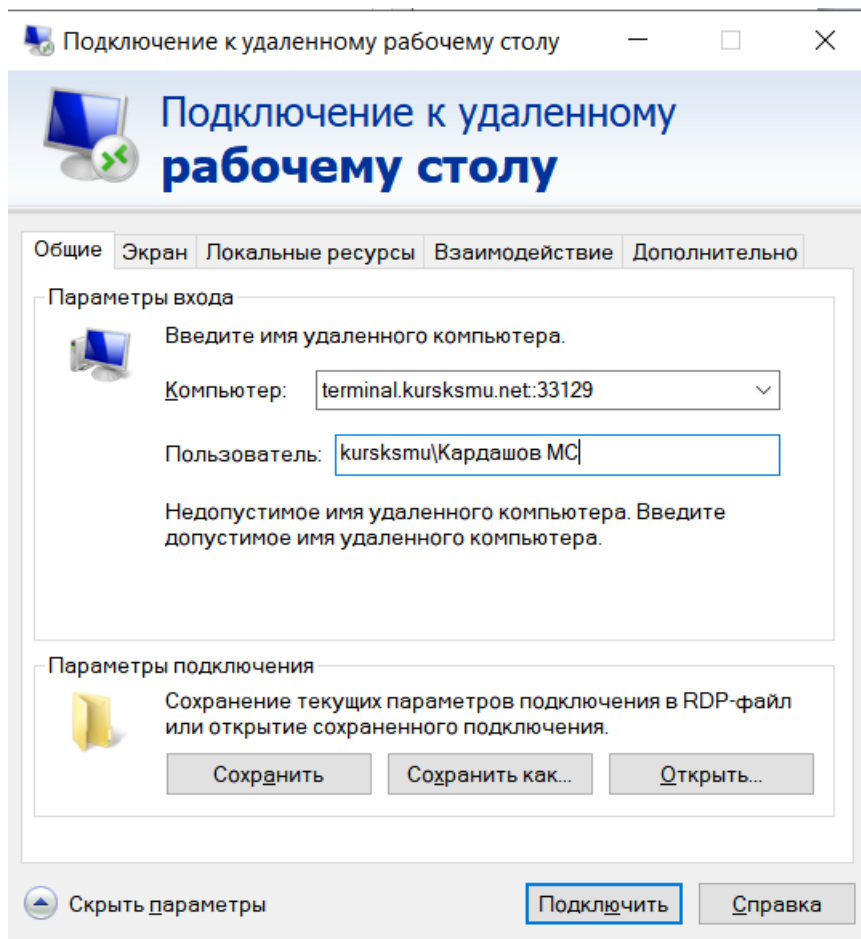 Подключение к удаленному рабочему столу
Подключение к удаленному
рабочему столу
Общие Экран Локальные ресурсы Взаимодействие Дополнительно
Параметры входа
Введите имя удаленного компьютера.
Компьютер: terminal.kursksmu.net::33129
Пользователь: kursksmu\Кардашов МС
Недопустимое имя удаленного компьютера. Введите
допустимое имя удаленного компьютера.
Параметры подключения
Сохранение текущих параметров подключения в RDP-файл
или открытие сохраненного подключения.
Сохранить Сохранить как... Открыть...
Скрыть параметры Подключить Справка